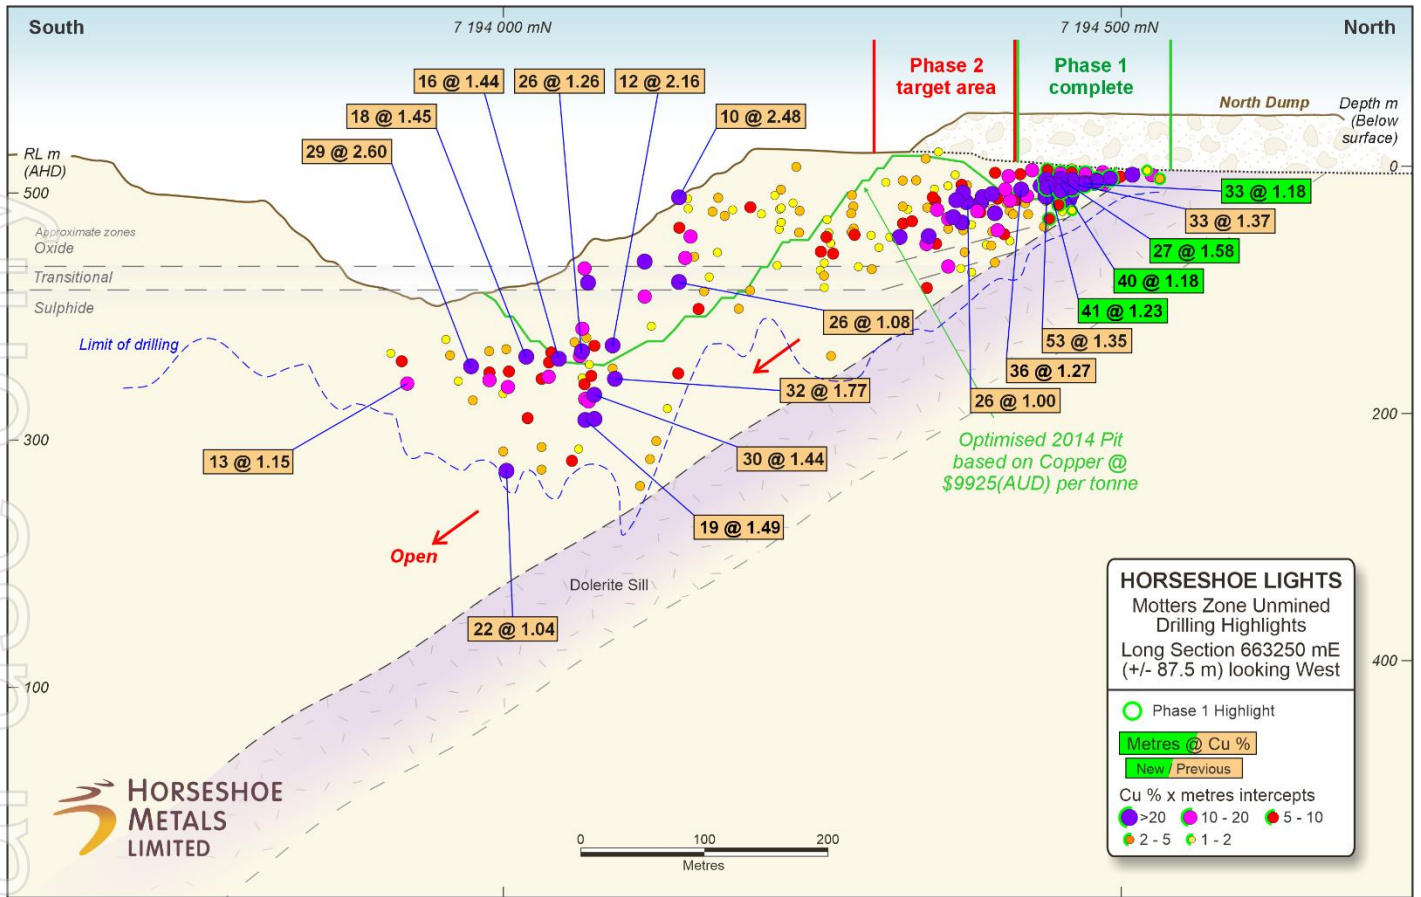 South
7 194 000 mN
7 194 500 mN
North
Phase 2
target area
Phase 1
complete
North Dump
Depth m
(Below
surface)
0
16 @ 1.44
26 @ 1.26
12 @ 2.16
18 @ 1.45
10 @ 2.48
29 @ 2.60
RL m
(AHD)
500
Approximate zones
Oxide
Transitional
Sulphide
Limit of drilling
33 @ 1.18
33 @ 1.37
27 @ 1.58
40 @ 1.18
41 @ 1.23
26 @ 1.08
53 @ 1.35
36 @ 1.27
32 @ 1.77
26 @ 1.00
200
300
13 @ 1.15
30 @ 1.44
Optimised 2014 Pit
based on Copper @
$9925(AUD) per tonne
19 @ 1.49
Open
Dolerite Sill
22 @ 1.04
400
100
HORSESHOE LIGHTS
Motters Zone Unmined
Drilling Highlights
Long Section 663250 mE
(+/- 87.5 m) looking West
Phase 1 Highlight
Metres @ Cu %
New / Previous
Cu % x metres intercepts
>20
10 - 20
5 - 10
2 - 5
1 - 2
HORSESHOE
METALS
LIMITED
0
100
200
Metres